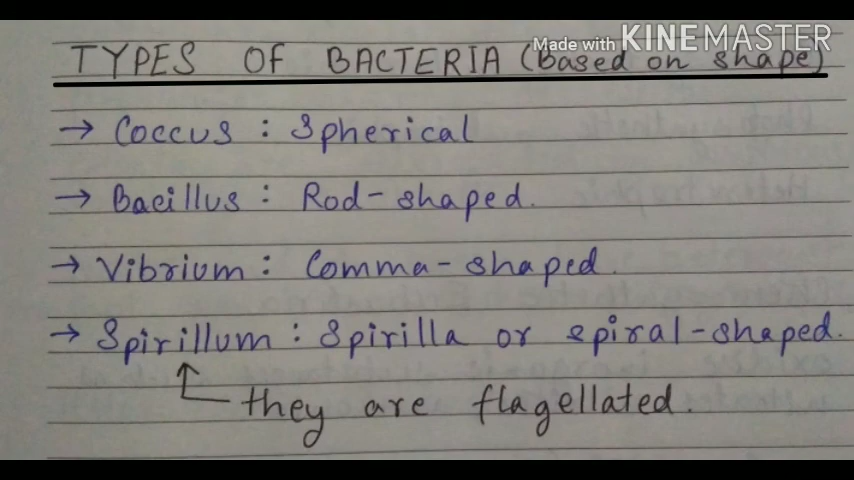 Made with KINEMASTER
TYPES OF BACTERIA (Based on shape)
→ Coccus : Spherical
→ Bacillus : Rod-shaped.
→ Vibrium : Comma-shaped.
→ Spirillum : Spirilla or spiral-shaped.
they are flagellated.